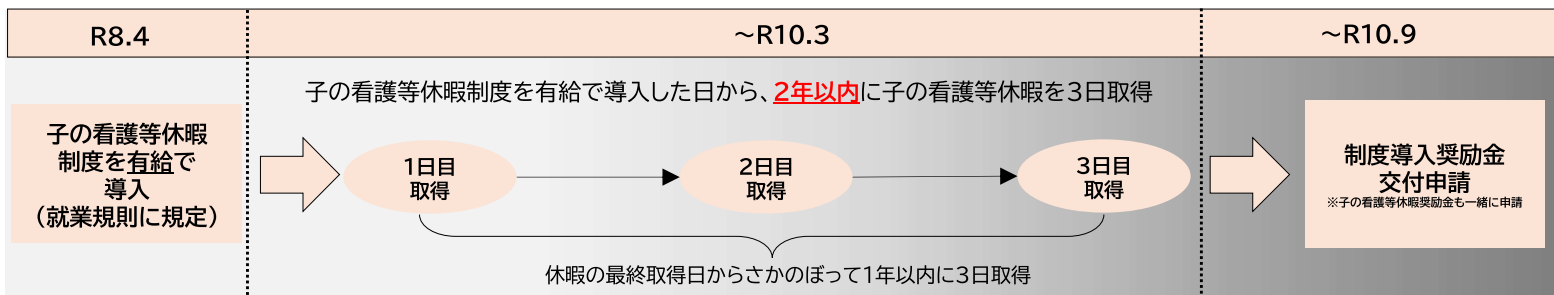 R8.4
～R10.3
～R10.9
子の看護等休暇制度を有給で導入した日から、2年以内に子の看護等休暇を3日取得
子の看護等休暇
制度を有給で
導入
（就業規則に規定）
1日目
取得
2日目
取得
3日目
取得
制度導入奨励金
交付申請
※子の看護等休暇奨励金も一緒に申請
休暇の最終取得日からさかのぼって1年以内に3日取得